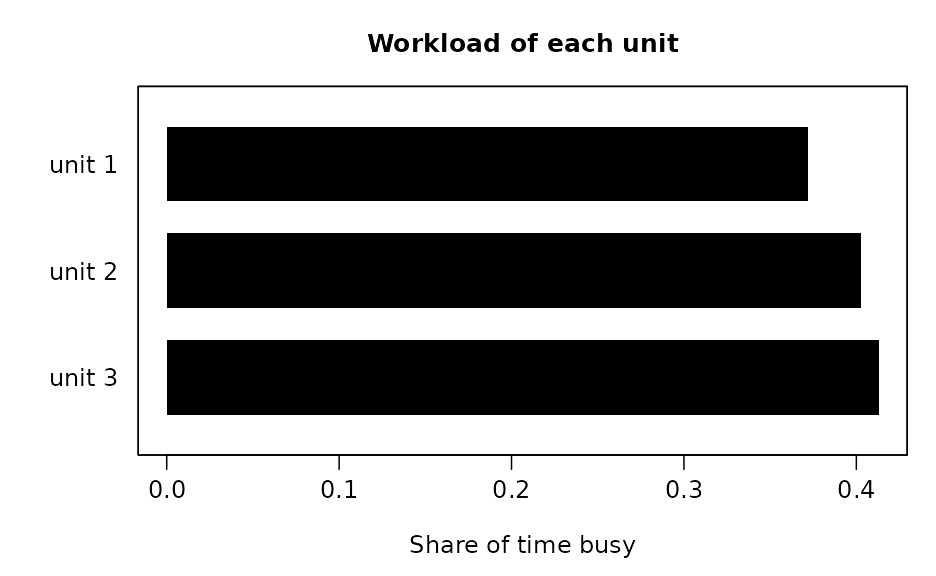 Workload of each unit
unit 1
unit 2
unit 3
0.0 0.1 0.2 0.3 0.4
Share of time busy